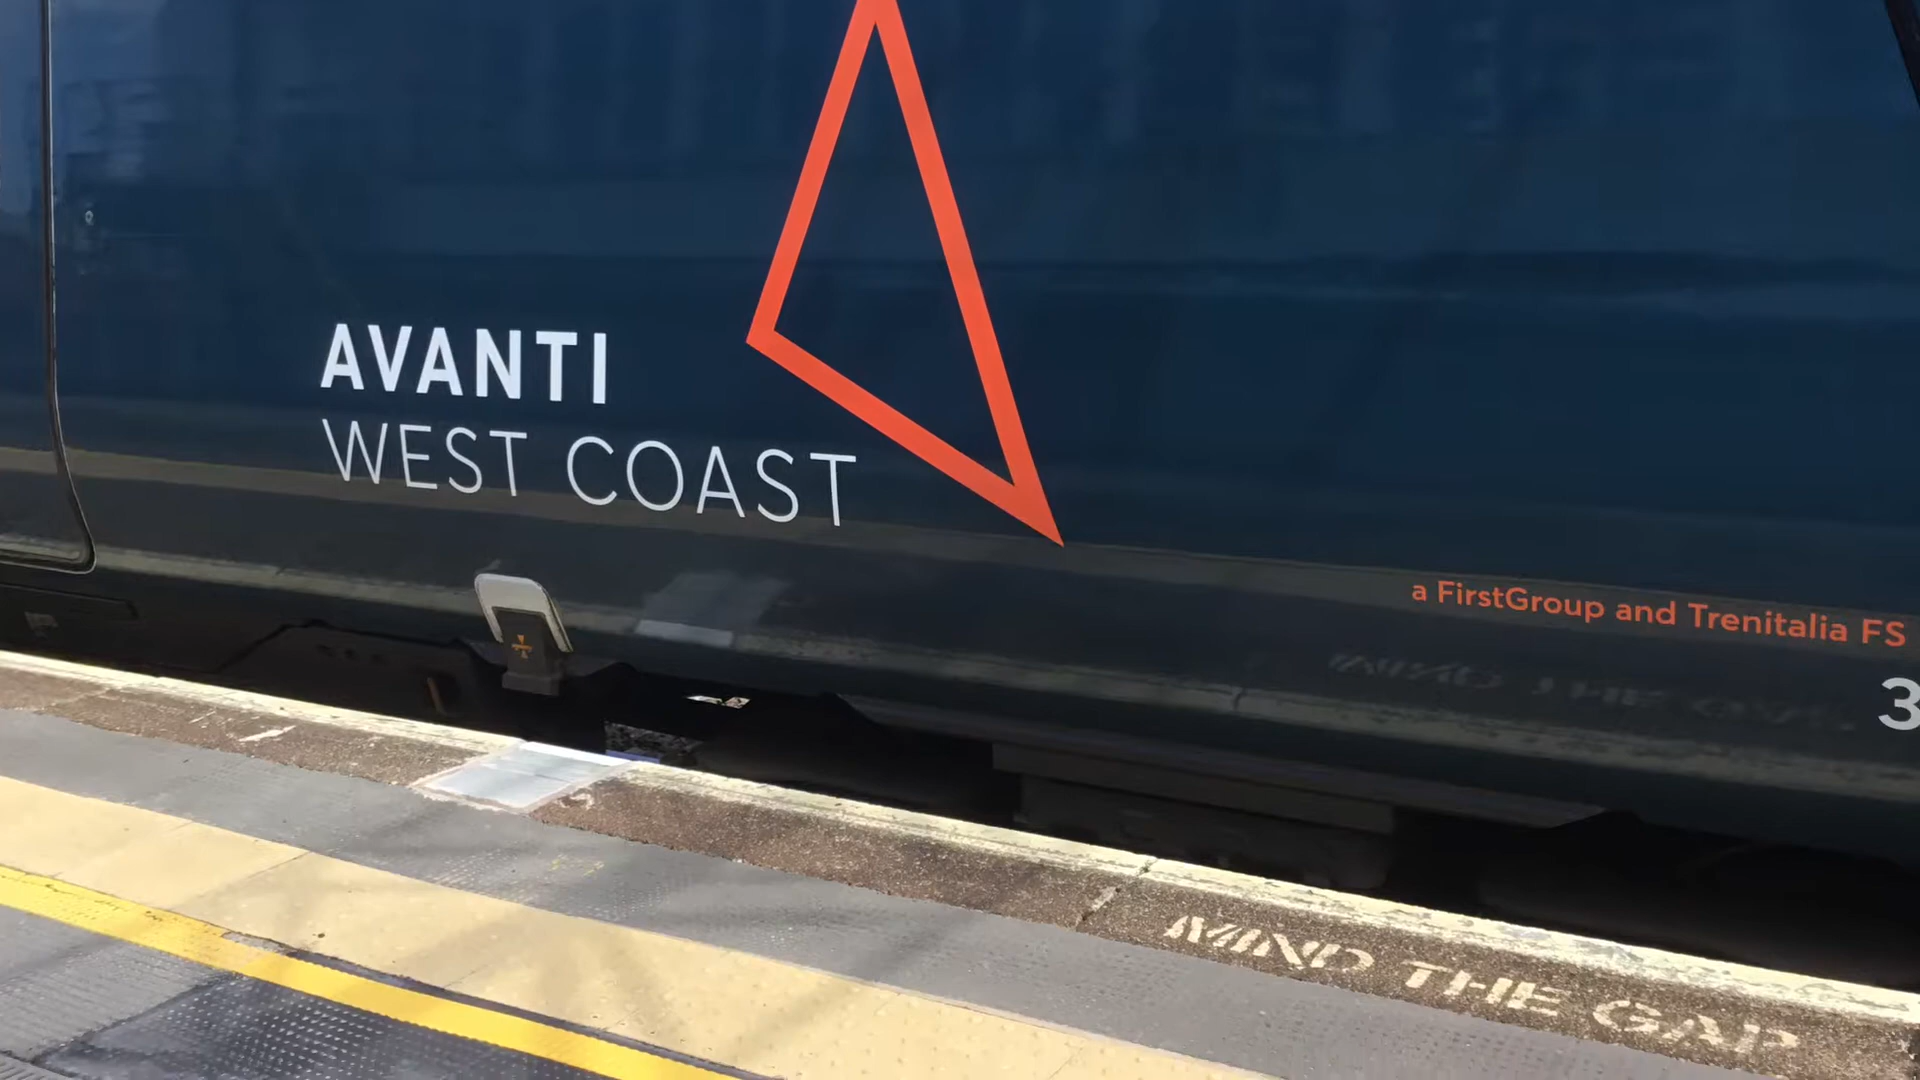 AVANTI
WEST COAST
a FirstGroup and Trenitalia FS
3
MIND THE GAP